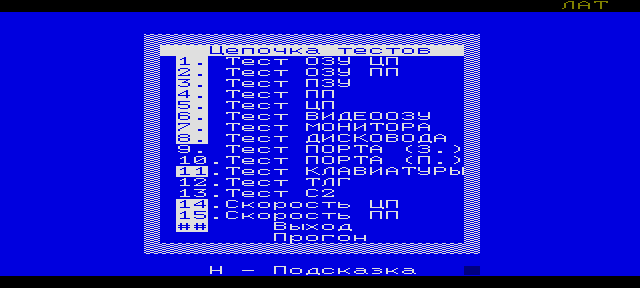 ЛАТ
Цепочка тестов
1. Тест ОЗУ ЦП
2. Тест ОЗУ ПП
3. Тест ПЗУ
4. Тест ПП
5. Тест ЦП
6. Тест ВИДЕООЗУ
7. Тест МОНИТОРА
8. Тест ДИСКОВОДА
9. Тест ПОРТА (З.)
10.Тест ПОРТА (П.)
11.Тест КЛАВИАТУРЫ
12.Тест ТЛГ
13.Тест С2
14.Скорость ЦП
15.Скорость ПП
## Выход
Прогон
Н - Подсказка